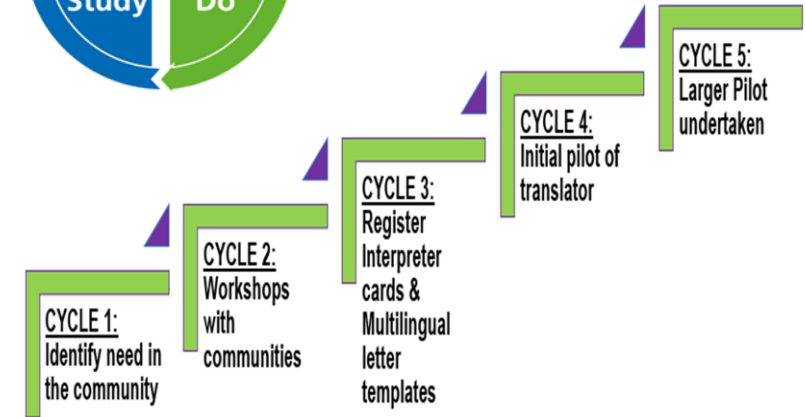 Study
Do
CYCLE 5:
Larger Pilot
undertaken
CYCLE 4:
Initial pilot of
translator
CYCLE 3:
Register
Interpreter
cards &
Multilingual
letter
templates
CYCLE 2:
Workshops
with
communities
CYCLE 1:
Identify need in
the community